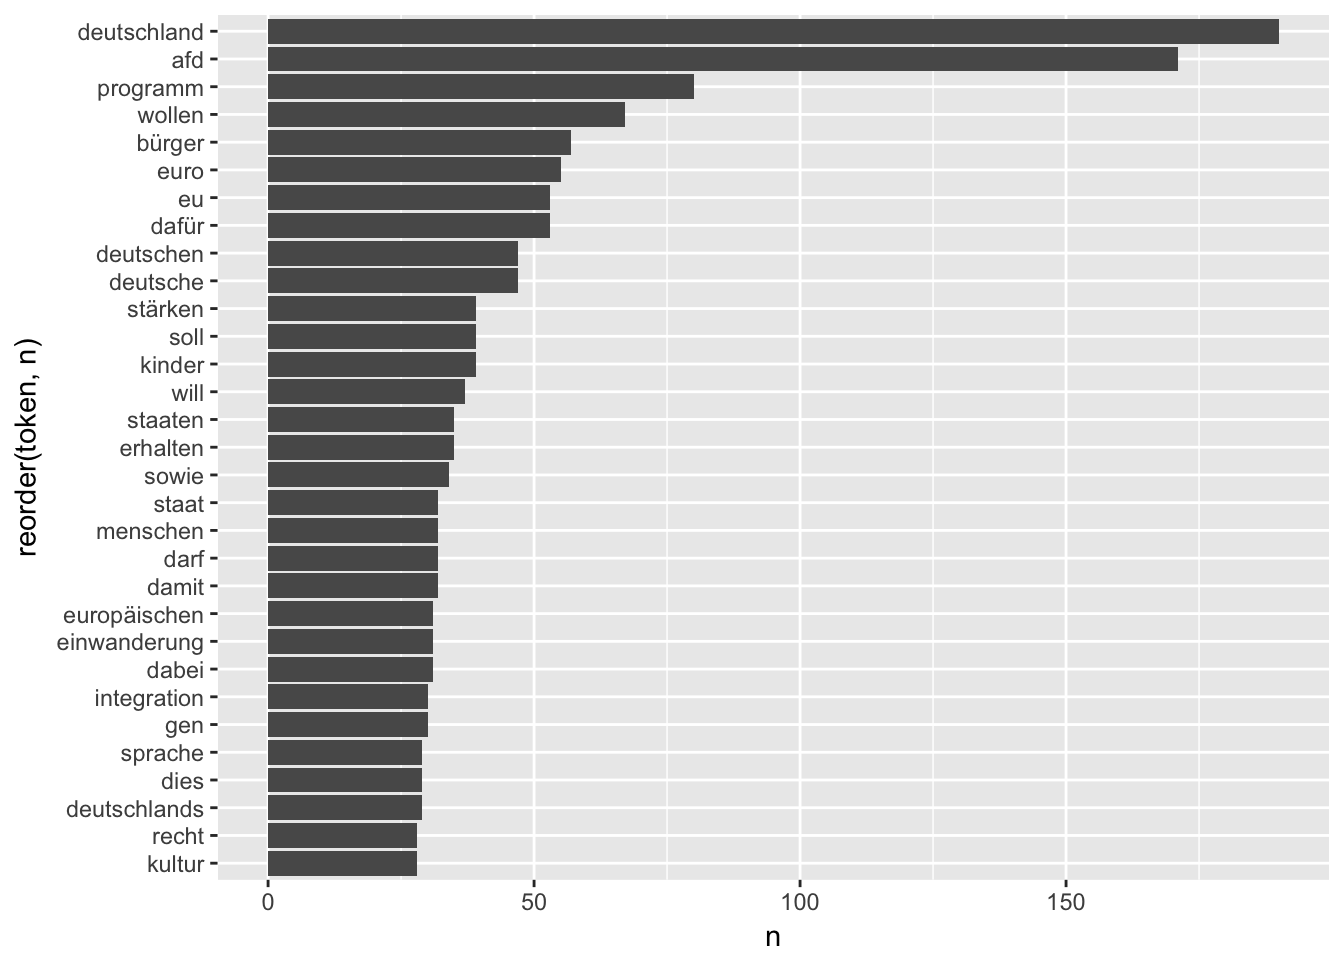 deutschland
afd
programm
wollen
bürger
euro
eu
dafür
deutschen
deutsche
stärken
soll
kinder
will
staaten
erhalten
sowie
staat
menschen
darf
damit
europäischen
einwanderung
dabei
integration
gen
sprache
dies
deutschlands
recht
kultur
reorder(token, n)
0 50 100 150
n